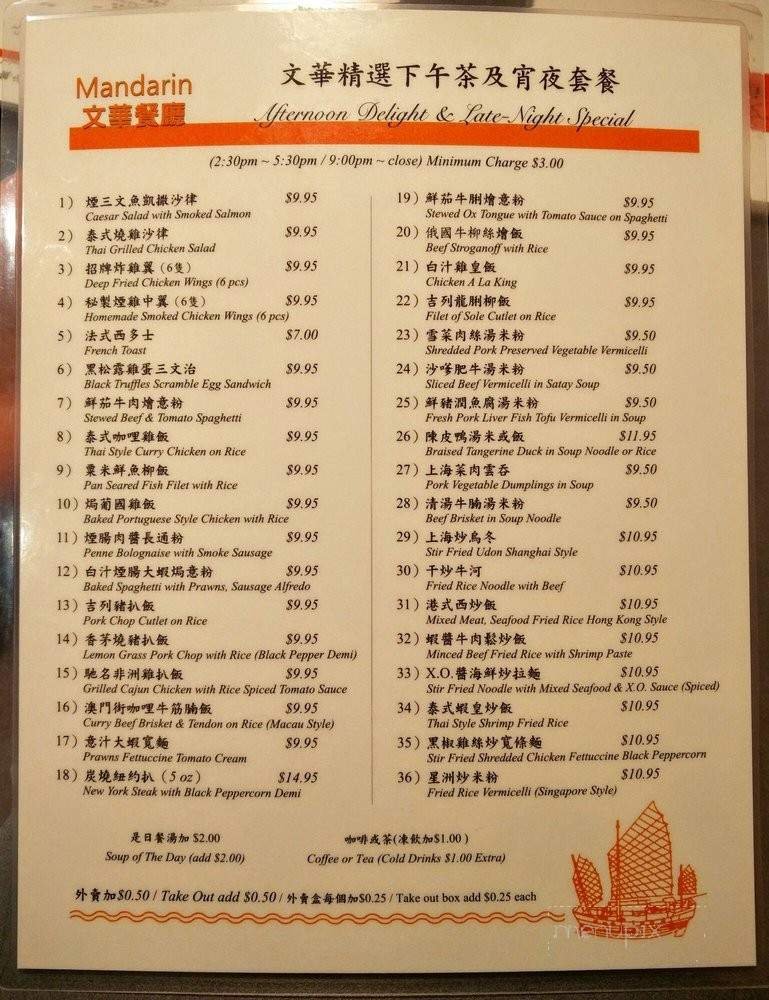 Mandarin
文華餐廳
文華精選下午茶及宵夜套餐
Afternoon Delight & Late-Night Special
(2:30pm ~ 5:30pm / 9:00pm ~ close) Minimum Charge $3.00
1) 煙三文魚凱撒沙律 $9.95
Caesar Salad with Smoked Salmon
2) 泰式燒雞沙律 $9.95
Thai Grilled Chicken Salad
3) 招牌炸雞翼 (6隻) $9.95
Deep Fried Chicken Wings (6 pcs)
4) 秘製煙雞中翼 (6隻) $9.95
Homemade Smoked Chicken Wings (6 pcs)
5) 法式西多士 $7.00
French Toast
6) 黑松露雞蛋三文治 $9.95
Black Truffles Scramble Egg Sandwich
7) 鮮茄牛肉燴意粉 $9.95
Stewed Beef & Tomato Spaghetti
8) 泰式咖喱雞飯 $9.95
Thai Style Curry Chicken on Rice
9) 粟米鮮魚柳飯 $9.95
Pan Seared Fish Filet with Rice
10) 焗葡國雞飯 $9.95
Baked Portuguese Style Chicken with Rice
11) 煙腸肉醬長通粉 $9.95
Penne Bolognaise with Smoke Sausage
12) 白汁煙腸大蝦焗意粉 $9.95
Baked Spaghetti with Prawns, Sausage Alfredo
13) 吉列豬扒飯 $9.95
Pork Chop Cutlet on Rice
14) 香茅燒豬扒飯 $9.95
Lemon Grass Pork Chop with Rice (Black Pepper Demi)
15) 馳名非洲雞扒飯 $9.95
Grilled Cajun Chicken with Rice Spiced Tomato Sauce
16) 澳門街咖哩牛筋腩飯 $9.95
Curry Beef Brisket & Tendon on Rice (Macau Style)
17) 意汁大蝦寬麵 $9.95
Prawns Fettuccine Tomato Cream
18) 炭燒紐約扒 (5 oz) $14.95
New York Steak with Black Peppercorn Demi
19) 鮮茄牛脷燴意粉 $9.95
Stewed Ox Tongue with Tomato Sauce on Spaghetti
20) 俄國牛柳絲燴飯 $9.95
Beef Stroganoff with Rice
21) 白汁雞皇飯 $9.95
Chicken A La King
22) 吉列龍脷柳飯 $9.95
Filet of Sole Cutlet on Rice
23) 雪菜肉絲湯米粉 $9.50
Shredded Pork Preserved Vegetable Vermicelli
24) 沙嗲肥牛湯米粉 $9.50
Sliced Beef Vermicelli in Satay Soup
25) 鮮豬潤魚腐湯米粉 $9.50
Fresh Pork Liver Fish Tofu Vermicelli in Soup
26) 陳皮鴨湯米或飯 $11.95
Braised Tangerine Duck in Soup Noodle or Rice
27) 上海菜肉雲吞 $9.50
Pork Vegetable Dumplings in Soup
28) 清湯牛腩湯米粉 $9.50
Beef Brisket in Soup Noodle
29) 上海炒烏冬 $10.95
Stir Fried Udon Shanghai Style
30) 干炒牛河 $10.95
Fried Rice Noodle with Beef
31) 港式西炒飯 $10.95
Mixed Meat, Seafood Fried Rice Hong Kong Style
32) 蝦醬牛肉鬆炒飯 $10.95
Minced Beef Fried Rice with Shrimp Paste
33) X.O.醬海鮮炒拉麵 $10.95
Stir Fried Noodle with Mixed Seafood & X.O. Sauce (Spiced)
34) 泰式蝦皇炒飯 $10.95
Thai Style Shrimp Fried Rice
35) 黑椒雞絲炒寬條麵 $10.95
Stir Fried Shredded Chicken Fettuccine Black Peppercorn
36) 星洲炒米粉 $10.95
Fried Rice Vermicelli (Singapore Style)
是日餐湯加 $2.00
Soup of The Day (add $2.00)
咖啡或茶(凍飲加$1.00 )
Coffee or Tea (Cold Drinks $1.00 Extra)
外賣加$0.50 / Take Out add $0.50 / 外賣盒每個加$0.25 / Take out box add $0.25 each
menupix